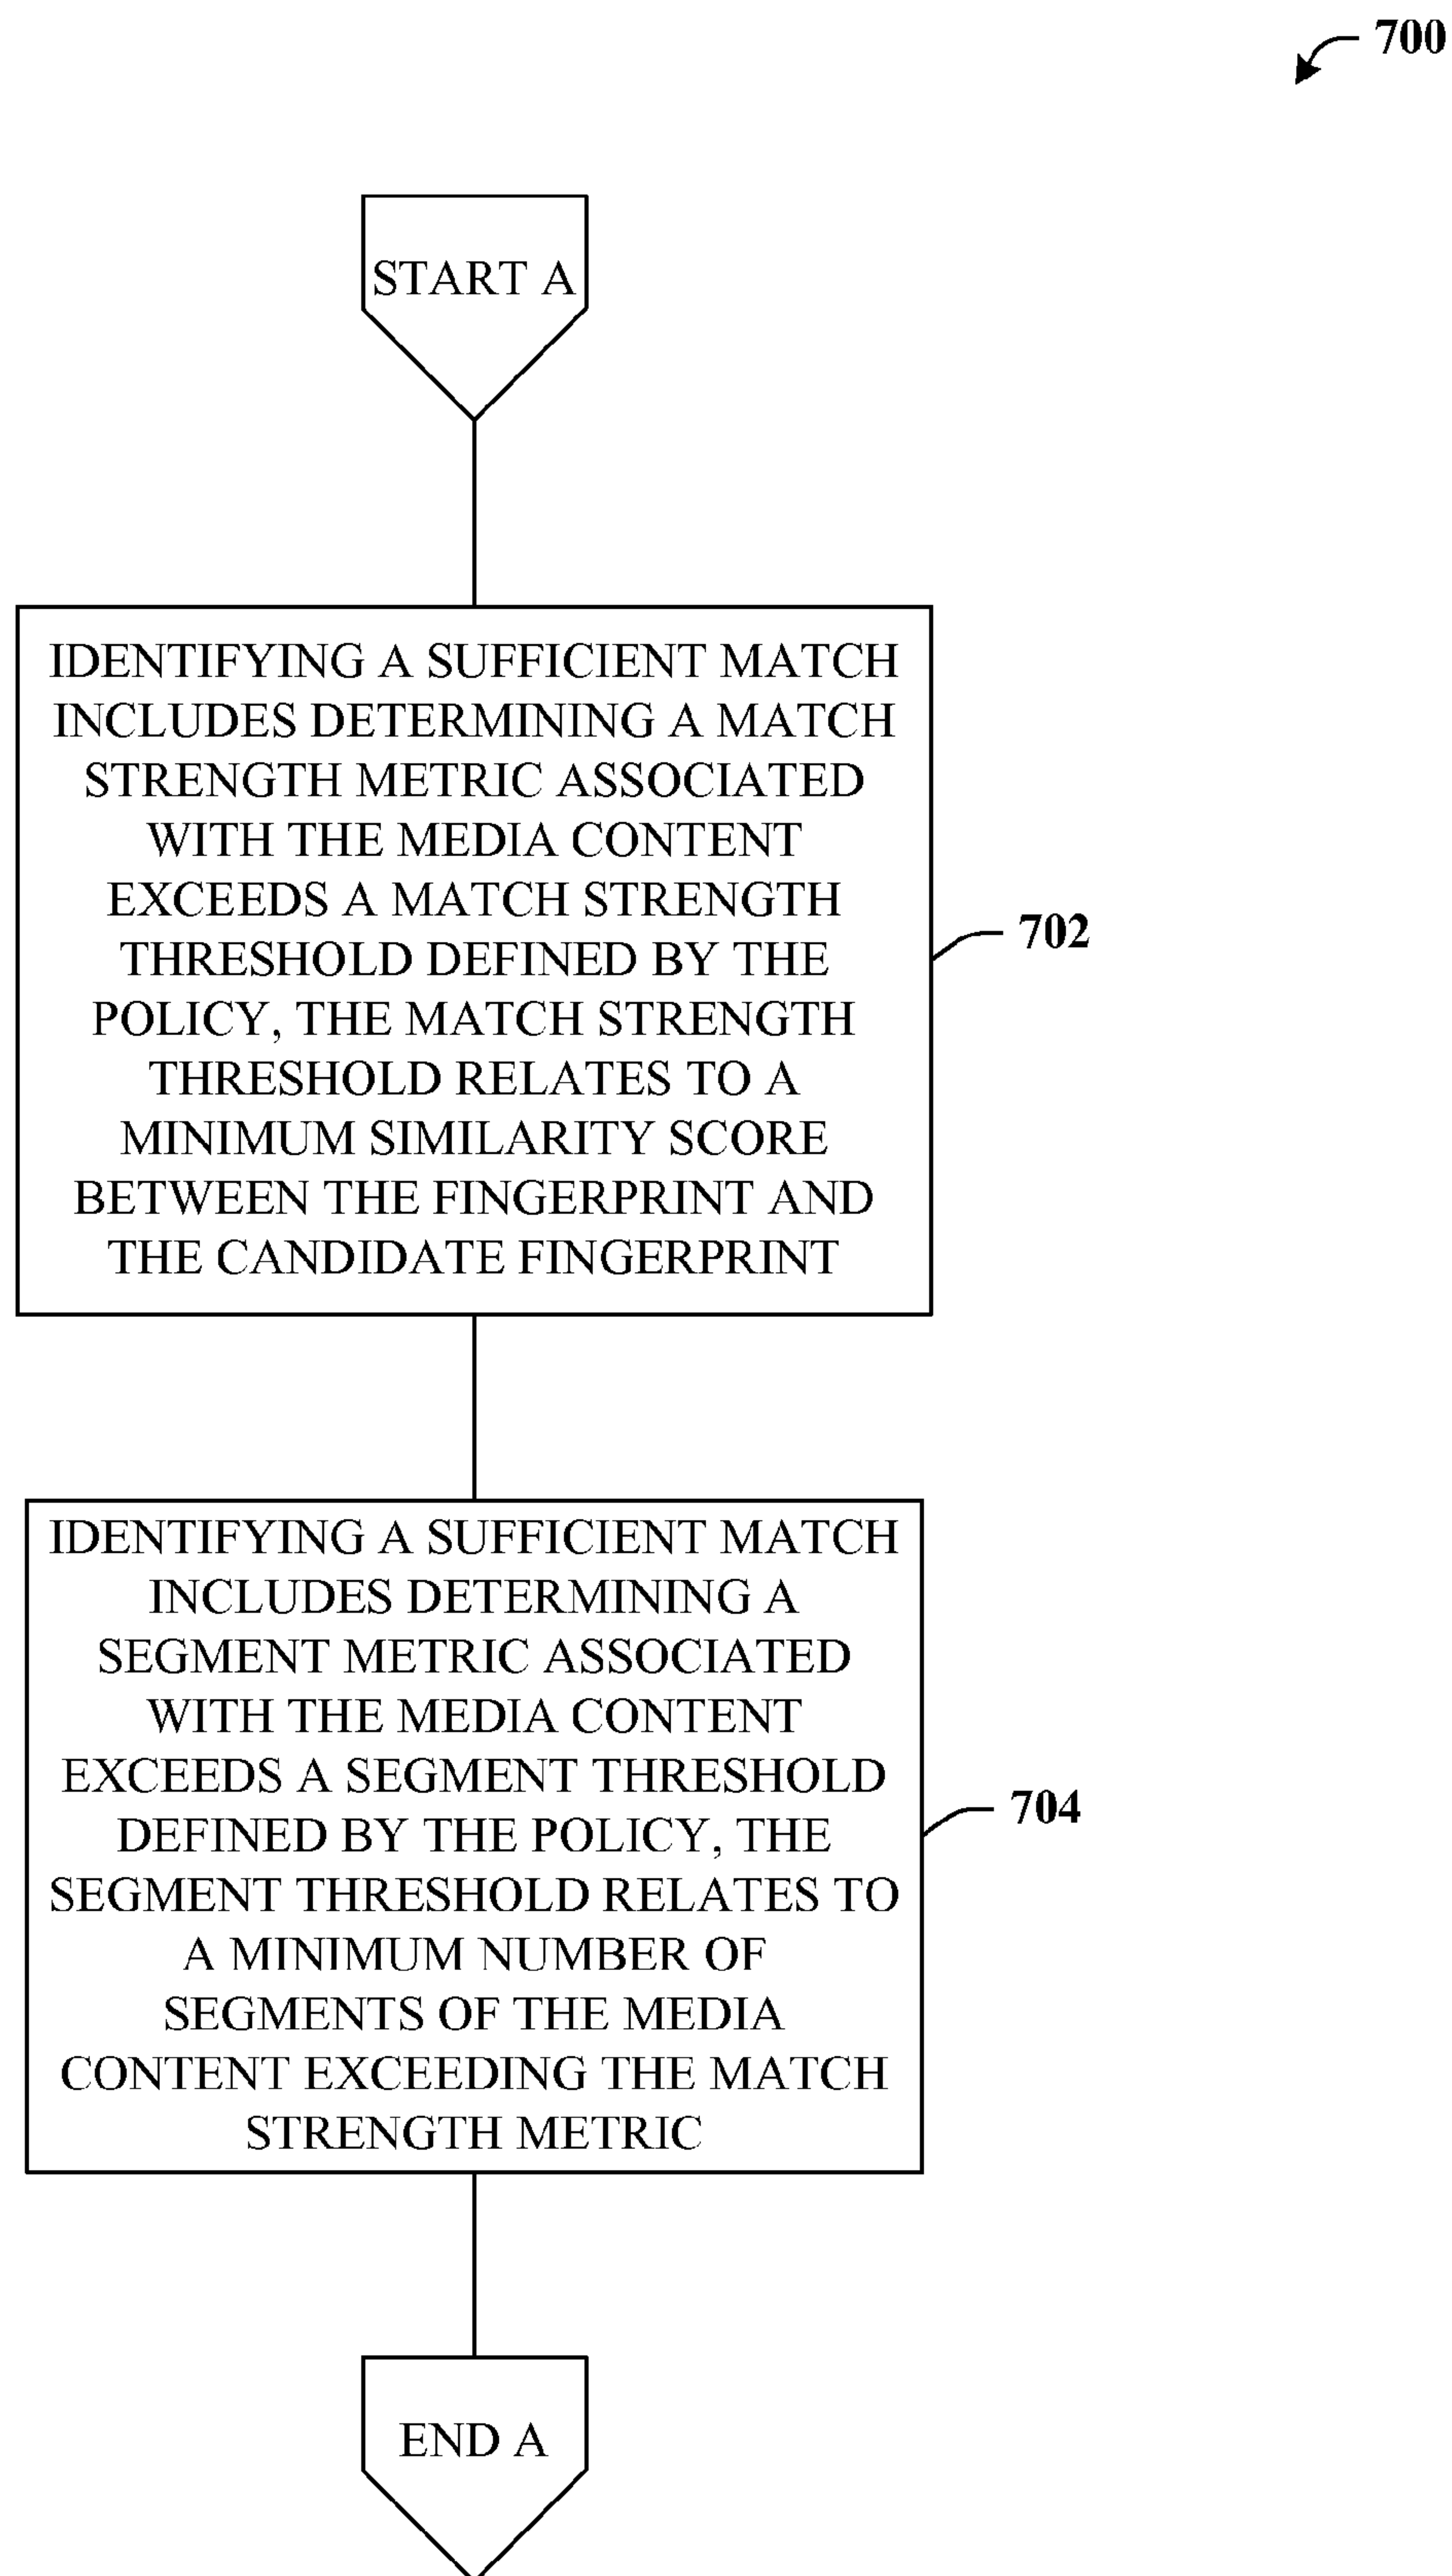 700
START A
IDENTIFYING A SUFFICIENT MATCH
INCLUDES DETERMINING A MATCH
STRENGTH METRIC ASSOCIATED
WITH THE MEDIA CONTENT
EXCEEDS A MATCH STRENGTH
THRESHOLD DEFINED BY THE
POLICY, THE MATCH STRENGTH
THRESHOLD RELATES TO A
MINIMUM SIMILARITY SCORE
BETWEEN THE FINGERPRINT AND
THE CANDIDATE FINGERPRINT
702
IDENTIFYING A SUFFICIENT MATCH
INCLUDES DETERMINING A
SEGMENT METRIC ASSOCIATED
WITH THE MEDIA CONTENT
EXCEEDS A SEGMENT THRESHOLD
DEFINED BY THE POLICY, THE
SEGMENT THRESHOLD RELATES TO
A MINIMUM NUMBER OF
SEGMENTS OF THE MEDIA
CONTENT EXCEEDING THE MATCH
STRENGTH METRIC
704
END A